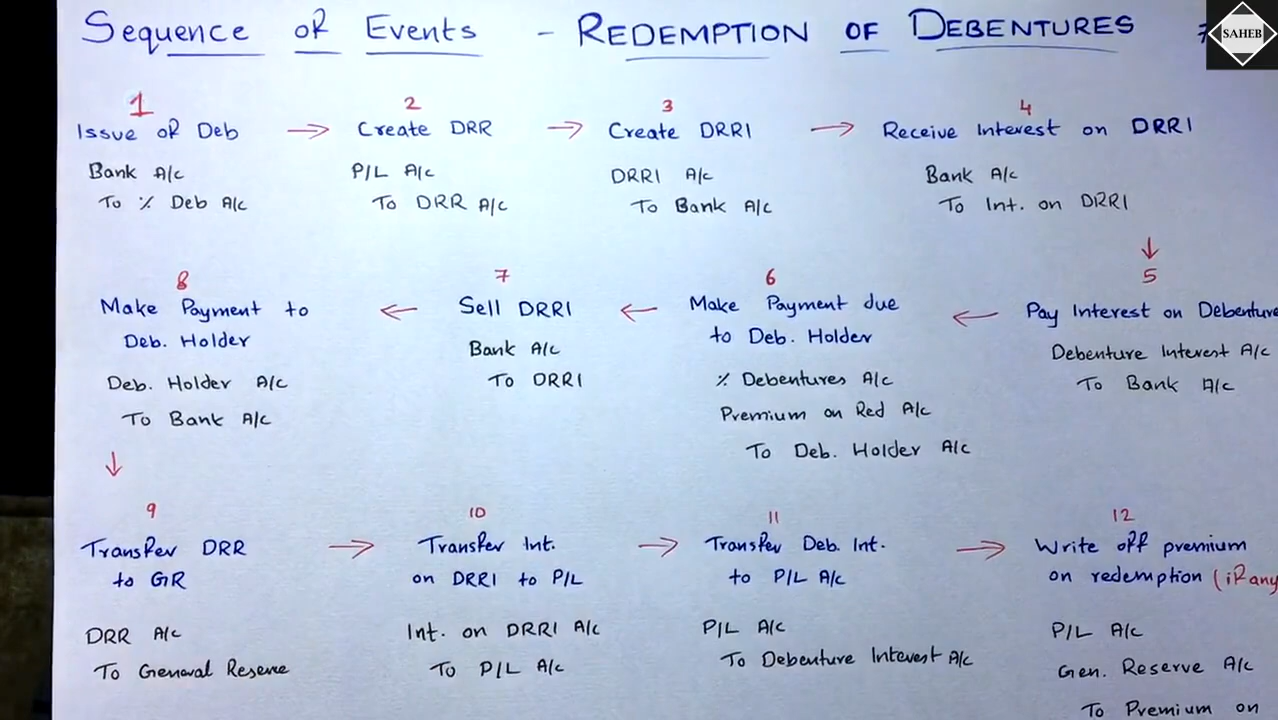 Sequence of Events - REDEMPTION OF DEBENTURES
SAHEB
1
Issue of Deb
Bank A/c
To % Deb A/c
2
Create DRR
P/L A/c
To DRR A/c
3
Create DRRI
DRRI A/c
To Bank A/c
4
Receive Interest on DRRI
Bank A/c
To Int. on DRRI
5
Pay Interest on Debenture
Debenture Interest A/c
To Bank A/c
6
Make Payment due
to Deb. Holder
% Debentures A/c
Premium on Red A/c
To Deb. Holder A/c
7
Sell DRRI
Bank A/c
To DRRI
8
Make Payment to
Deb. Holder
Deb. Holder A/c
To Bank A/c
9
Transfer DRR
to GR
DRR A/c
To General Reserve
10
Transfer Int.
on DRRI to P/L
Int. on DRRI A/c
To P/L A/c
11
Transfer Deb. Int.
to P/L A/c
P/L A/c
To Debenture Interest A/c
12
Write off premium
on redemption (if any
P/L A/c
Gen. Reserve A/c
To Premium on